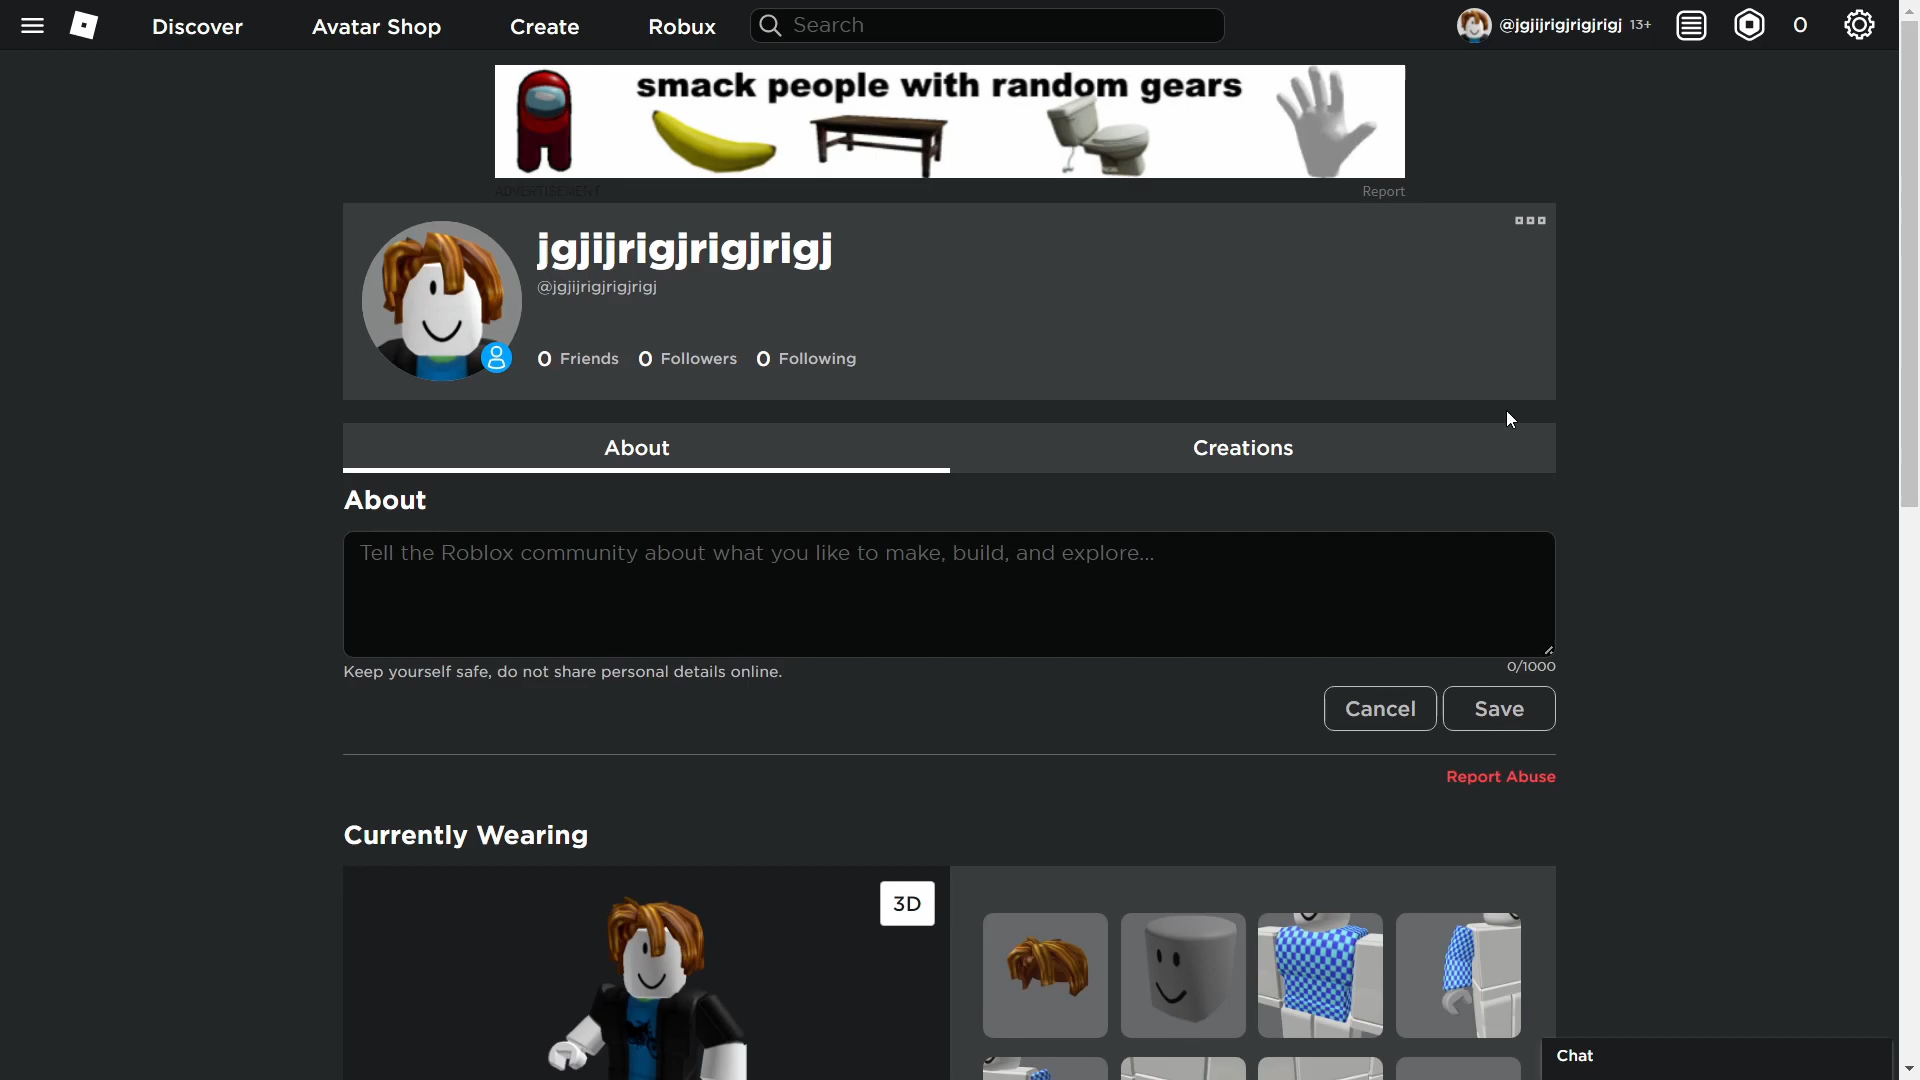 Discover
Avatar Shop
Create
Robux
Search
@jgjijrigjrigjrigj 13+
0
smack people with random gears
ADVERTISEMENT
Report
jgjijrigjrigjrigj
@jgjijrigjrigjrigj
0 Friends 0 Followers 0 Following
About
Creations
About
Tell the Roblox community about what you like to make, build, and explore...
Keep yourself safe, do not share personal details online.
0/1000
Cancel
Save
Report Abuse
Currently Wearing
3D
Chat